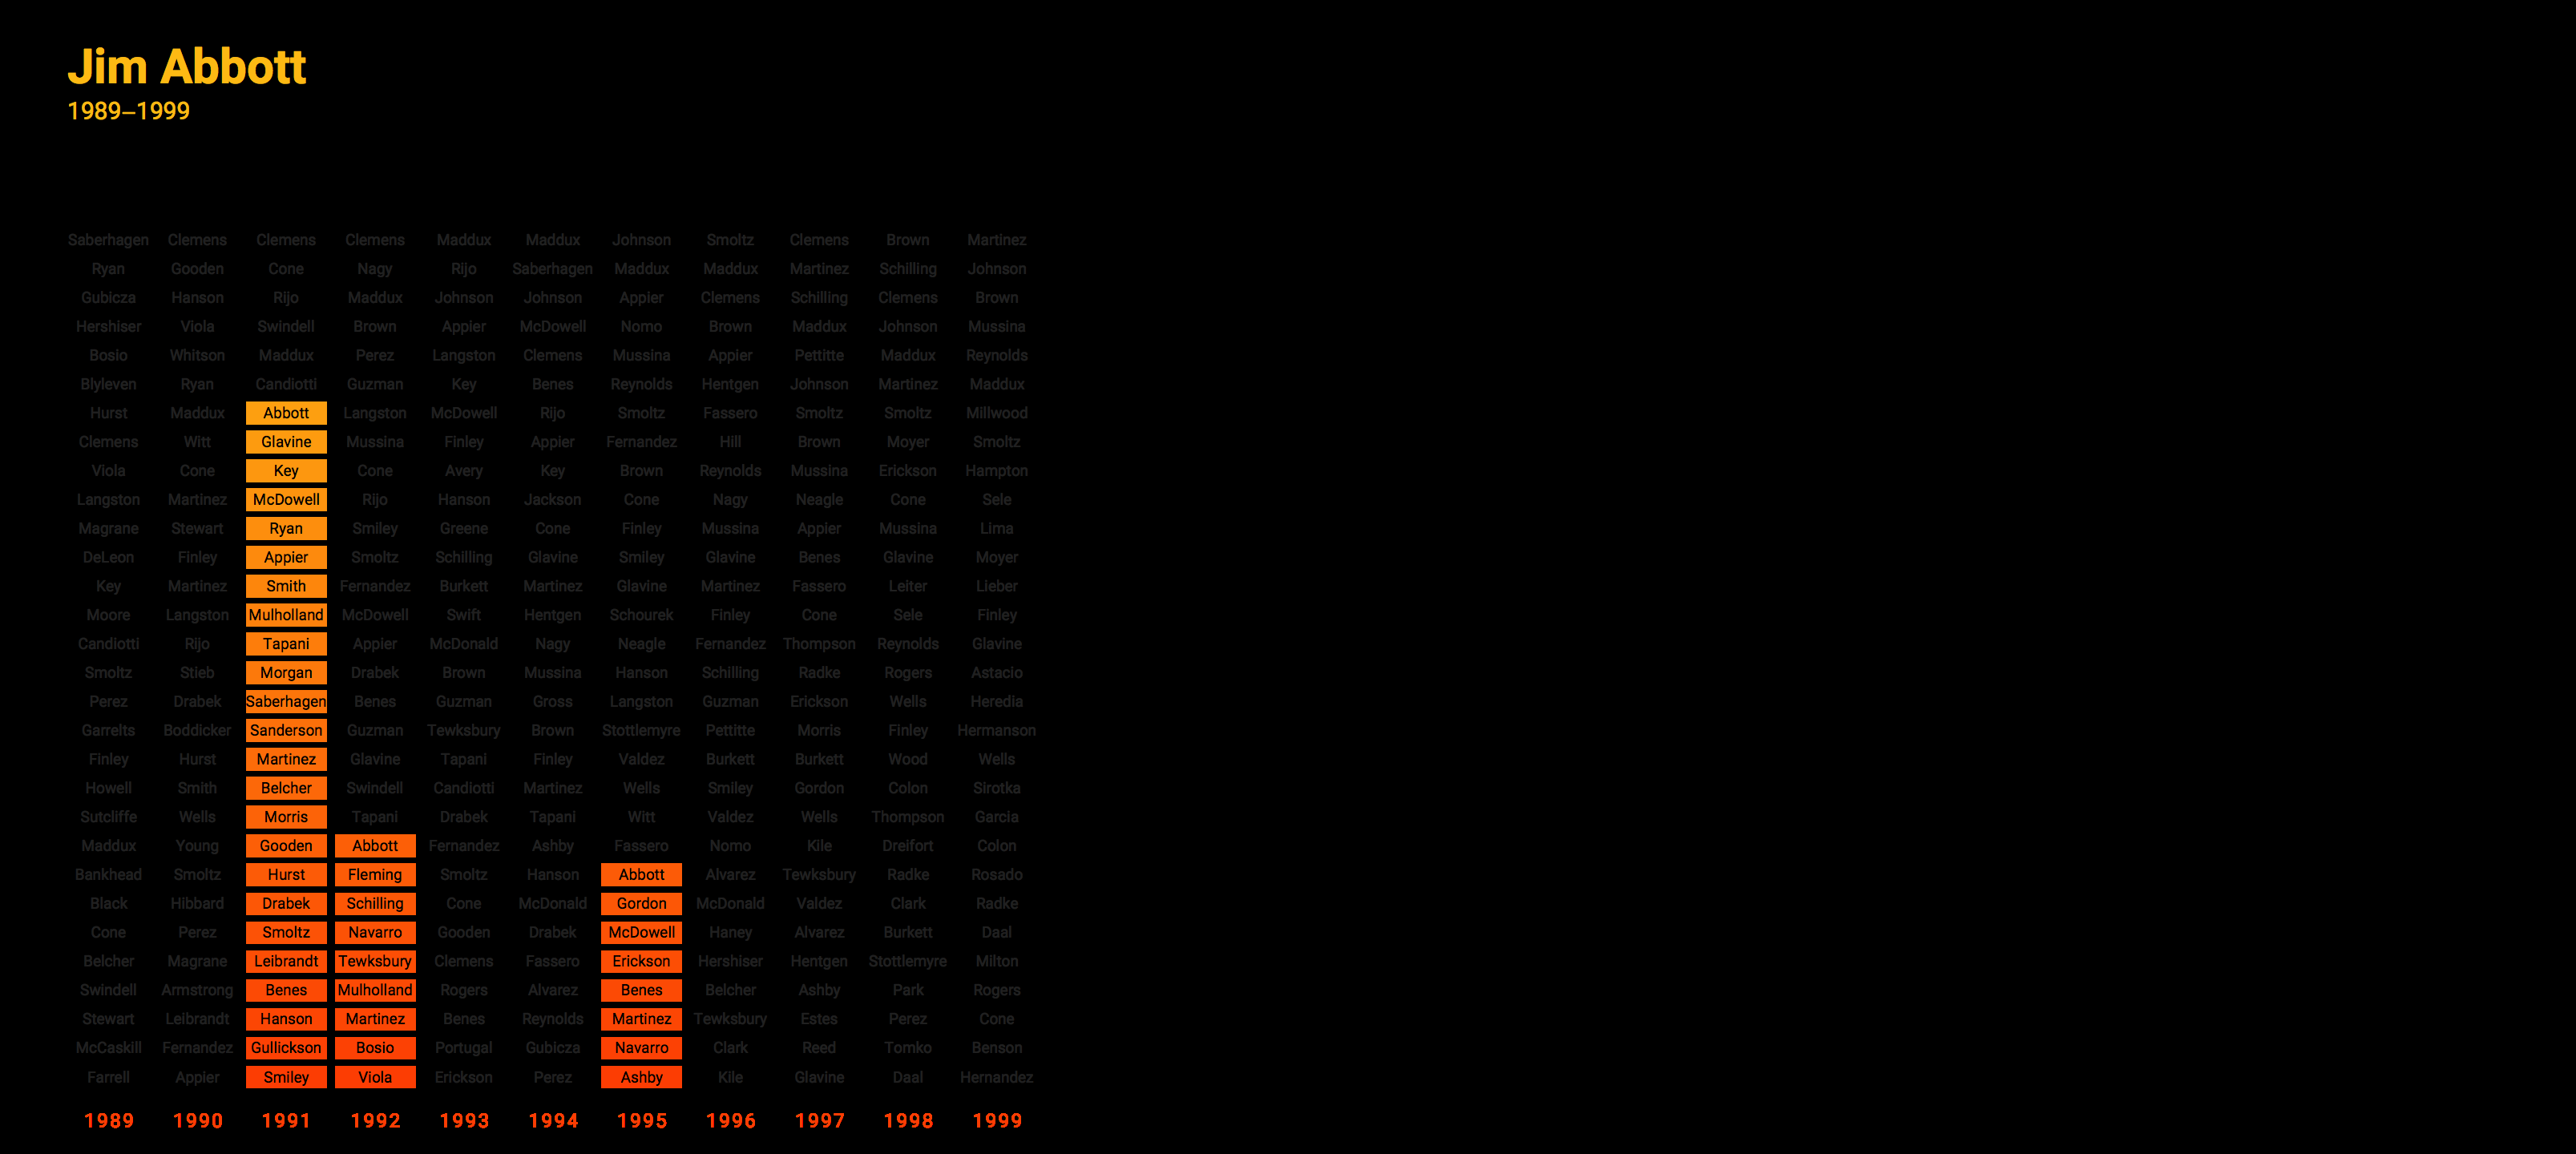 Jim Abbott
1989–1999
Saberhagen Clemens Clemens Clemens Maddux Maddux Johnson Smoltz Clemens Brown Martinez
Ryan Gooden Cone Nagy Rijo Saberhagen Maddux Maddux Martinez Schilling Johnson
Gubicza Hanson Rijo Maddux Johnson Johnson Appier Clemens Schilling Clemens Brown
Hershiser Viola Swindell Brown Appier McDowell Nomo Brown Maddux Johnson Mussina
Bosio Whitson Maddux Perez Langston Clemens Mussina Appier Pettitte Maddux Reynolds
Blyleven Ryan Candiotti Guzman Key Benes Reynolds Hentgen Johnson Martinez Maddux
Hurst Maddux Abbott Langston McDowell Rijo Smoltz Fassero Smoltz Smoltz Millwood
Clemens Witt Glavine Mussina Finley Appier Fernandez Hill Brown Moyer Smoltz
Viola Cone Key Cone Avery Key Brown Reynolds Mussina Erickson Hampton
Langston Martinez McDowell Rijo Hanson Jackson Cone Nagy Neagle Cone Sele
Magrane Stewart Ryan Smiley Greene Cone Finley Mussina Appier Mussina Lima
DeLeon Finley Appier Smoltz Schilling Glavine Smiley Glavine Benes Glavine Moyer
Key Martinez Smith Fernandez Burkett Martinez Glavine Martinez Fassero Leiter Lieber
Moore Langston Mulholland McDowell Swift Hentgen Schourek Finley Cone Sele Finley
Candiotti Rijo Tapani Appier McDonald Nagy Neagle Fernandez Thompson Reynolds Glavine
Smoltz Stieb Morgan Drabek Brown Mussina Hanson Schilling Radke Rogers Astacio
Perez Drabek Saberhagen Benes Guzman Gross Langston Guzman Erickson Wells Heredia
Garrelts Boddicker Sanderson Guzman Tewksbury Brown Stottlemyre Pettitte Morris Finley Hermanson
Finley Hurst Martinez Glavine Tapani Finley Valdez Burkett Burkett Wood Wells
Howell Smith Belcher Swindell Candiotti Martinez Wells Smiley Gordon Colon Sirotka
Sutcliffe Wells Morris Tapani Drabek Tapani Witt Valdez Wells Thompson Garcia
Maddux Young Gooden Abbott Fernandez Ashby Fassero Nomo Kile Dreifort Colon
Bankhead Smoltz Hurst Fleming Smoltz Hanson Abbott Alvarez Tewksbury Radke Rosado
Black Hibbard Drabek Schilling Cone McDonald Gordon McDonald Valdez Clark Radke
Cone Perez Smoltz Navarro Gooden Drabek McDowell Haney Alvarez Burkett Daal
Belcher Magrane Leibrandt Tewksbury Clemens Fassero Erickson Hershiser Hentgen Stottlemyre Milton
Swindell Armstrong Benes Mulholland Rogers Alvarez Benes Belcher Ashby Park Rogers
Stewart Leibrandt Hanson Martinez Benes Reynolds Martinez Tewksbury Estes Perez Cone
McCaskill Fernandez Gullickson Bosio Portugal Gubicza Navarro Clark Reed Tomko Benson
Farrell Appier Smiley Viola Erickson Perez Ashby Kile Glavine Daal Hernandez
1989 1990 1991 1992 1993 1994 1995 1996 1997 1998 1999